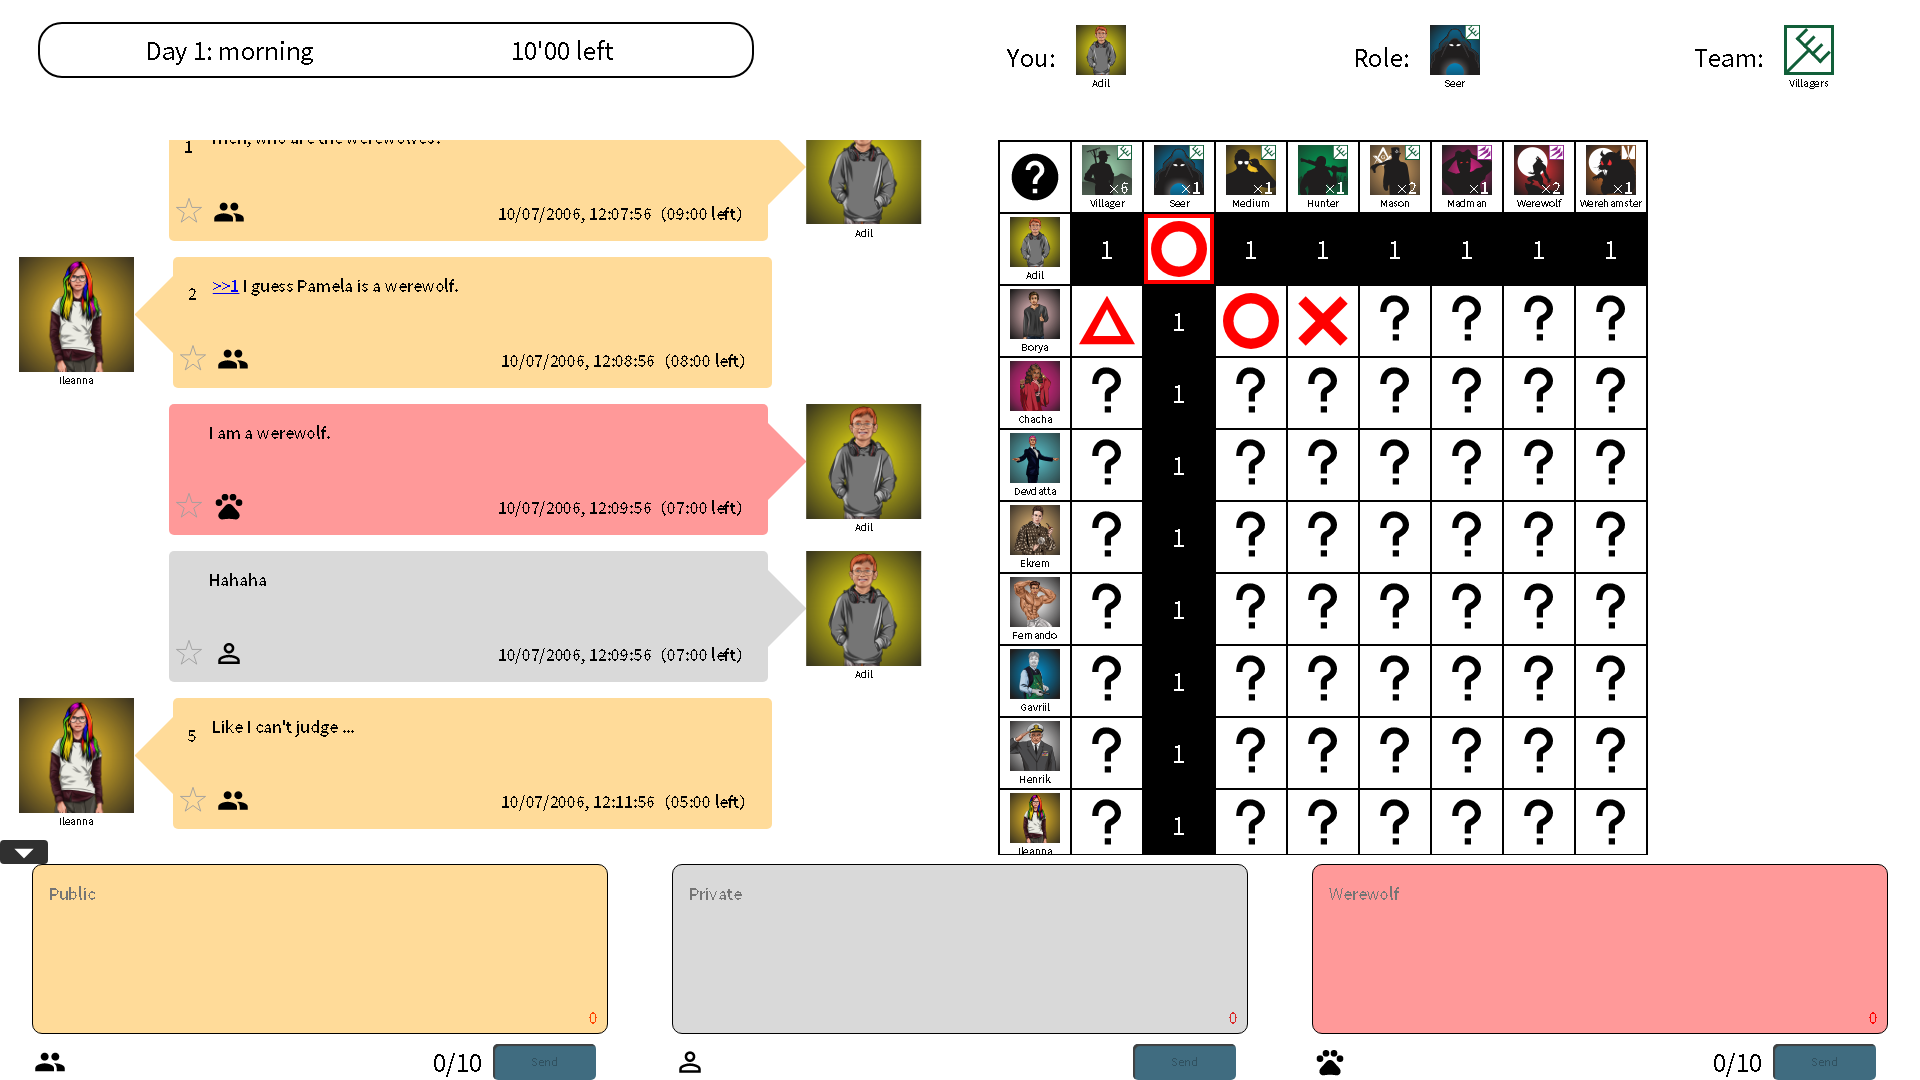 Day 1: morning 10'00 left
You: Adil Role: Seer Team: Villagers
1 Then, who are the werewolves?
10/07/2006, 12:07:56 (09:00 left)
Adil
2 >>1 I guess Pamela is a werewolf.
10/07/2006, 12:08:56 (08:00 left)
Ileanna
I am a werewolf.
10/07/2006, 12:09:56 (07:00 left)
Adil
Hahaha
10/07/2006, 12:09:56 (07:00 left)
Adil
5 Like I can't judge ...
10/07/2006, 12:11:56 (05:00 left)
Ileanna
? ×6 ×1 ×1 ×1 ×2 ×1 ×2 ×1
Villager Seer Medium Hunter Mason Madman Werewolf Werehamster
1 1 1 1 1 1 1
Adil
? 1 ? ? ? ?
Borya
? 1 ? ? ? ? ? ?
Chacha
? 1 ? ? ? ? ? ?
Devdatta
? 1 ? ? ? ? ? ?
Ekrem
? 1 ? ? ? ? ? ?
Fernando
? 1 ? ? ? ? ? ?
Gavriil
? 1 ? ? ? ? ? ?
Henrik
? 1 ? ? ? ? ? ?
Ileanna
Public
0
0/10 Send
Private
0
Send
Werewolf
0
0/10 Send